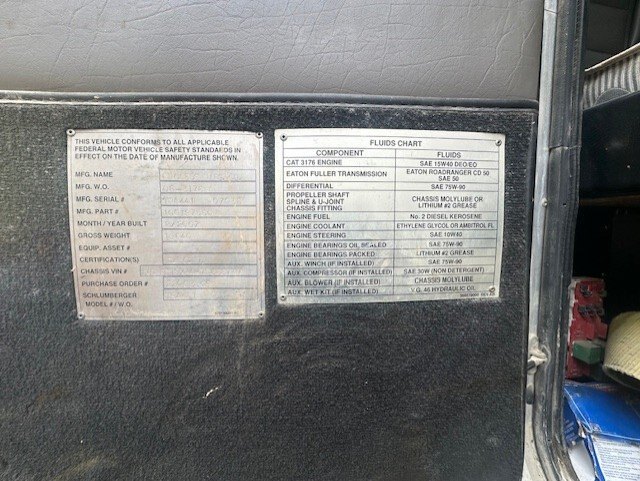 THIS VEHICLE CONFORMS TO ALL APPLICABLE
FEDERAL MOTOR VEHICLE SAFETY STANDARDS IN
EFFECT ON THE DATE OF MANUFACTURE SHOWN.
MFG. NAME
MFG. W.O.
MFG. SERIAL #
MFG. PART #
MONTH / YEAR BUILT
GROSS WEIGHT
EQUIP. ASSET #
CERTIFICATION(S)
CHASSIS VIN #
PURCHASE ORDER #
SCHLUMBERGER
MODEL # / W.O.
FLUIDS CHART
COMPONENT FLUIDS
CAT 3176 ENGINE SAE 15W40 DEO/EO
EATON FULLER TRANSMISSION EATON ROADRANGER CD 50
SAE 50
DIFFERENTIAL SAE 75W-90
PROPELLER SHAFT
SPLINE & U-JOINT CHASSIS MOLYLUBE OR
CHASSIS FITTING LITHIUM #2 GREASE
ENGINE FUEL No. 2 DIESEL KEROSENE
ENGINE COOLANT ETHYLENE GLYCOL OR AMBITROL FL
ENGINE STEERING SAE 10W40
ENGINE BEARINGS OIL SEALED SAE 75W-90
ENGINE BEARINGS PACKED LITHIUM #2 GREASE
AUX. WINCH (IF INSTALLED) SAE 75W-90
AUX. COMPRESSOR (IF INSTALLED) SAE 30W (NON DETERGENT)
AUX. BLOWER (IF INSTALLED) CHASSIS MOLYLUBE
AUX. WET KIT (IF INSTALLED) V.G. 46 HYDRAULIC OIL